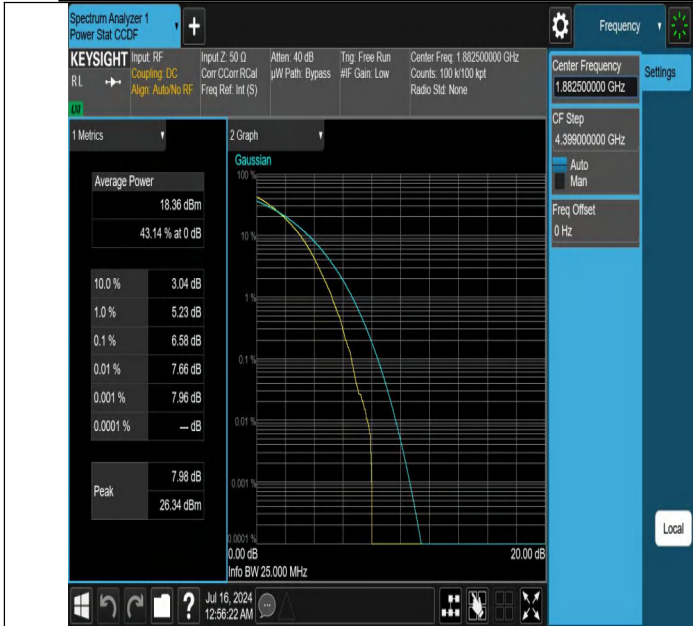 Spectrum Analyzer 1
Power Stat CCDF
+
Frequency
KEYSIGHT
RL
LXI
Input: RF
Coupling: DC
Align: Auto/No RF
Input Z: 50 Ω
Corr CCorr RCal
Freq Ref: Int (S)
Atten: 40 dB
µW Path: Bypass
Trig: Free Run
#IF Gain: Low
Center Freq: 1.882500000 GHz
Counts: 100 k/100 kpt
Radio Std: None
Center Frequency
1.882500000 GHz
Settings
CF Step
4.399000000 GHz
Auto
Man
Freq Offset
0 Hz
Local
1 Metrics
Average Power
18.36 dBm
43.14 % at 0 dB
10.0 % 3.04 dB
1.0 % 5.23 dB
0.1 % 6.58 dB
0.01 % 7.66 dB
0.001 % 7.96 dB
0.0001 % --- dB
Peak
7.98 dB
26.34 dBm
2 Graph
Gaussian
100 %
10 %
1 %
0.1 %
0.01 %
0.001 %
0.0001 %
0.00 dB 20.00 dB
Info BW 25.000 MHz
?
Jul 16, 2024
12:56:22 AM